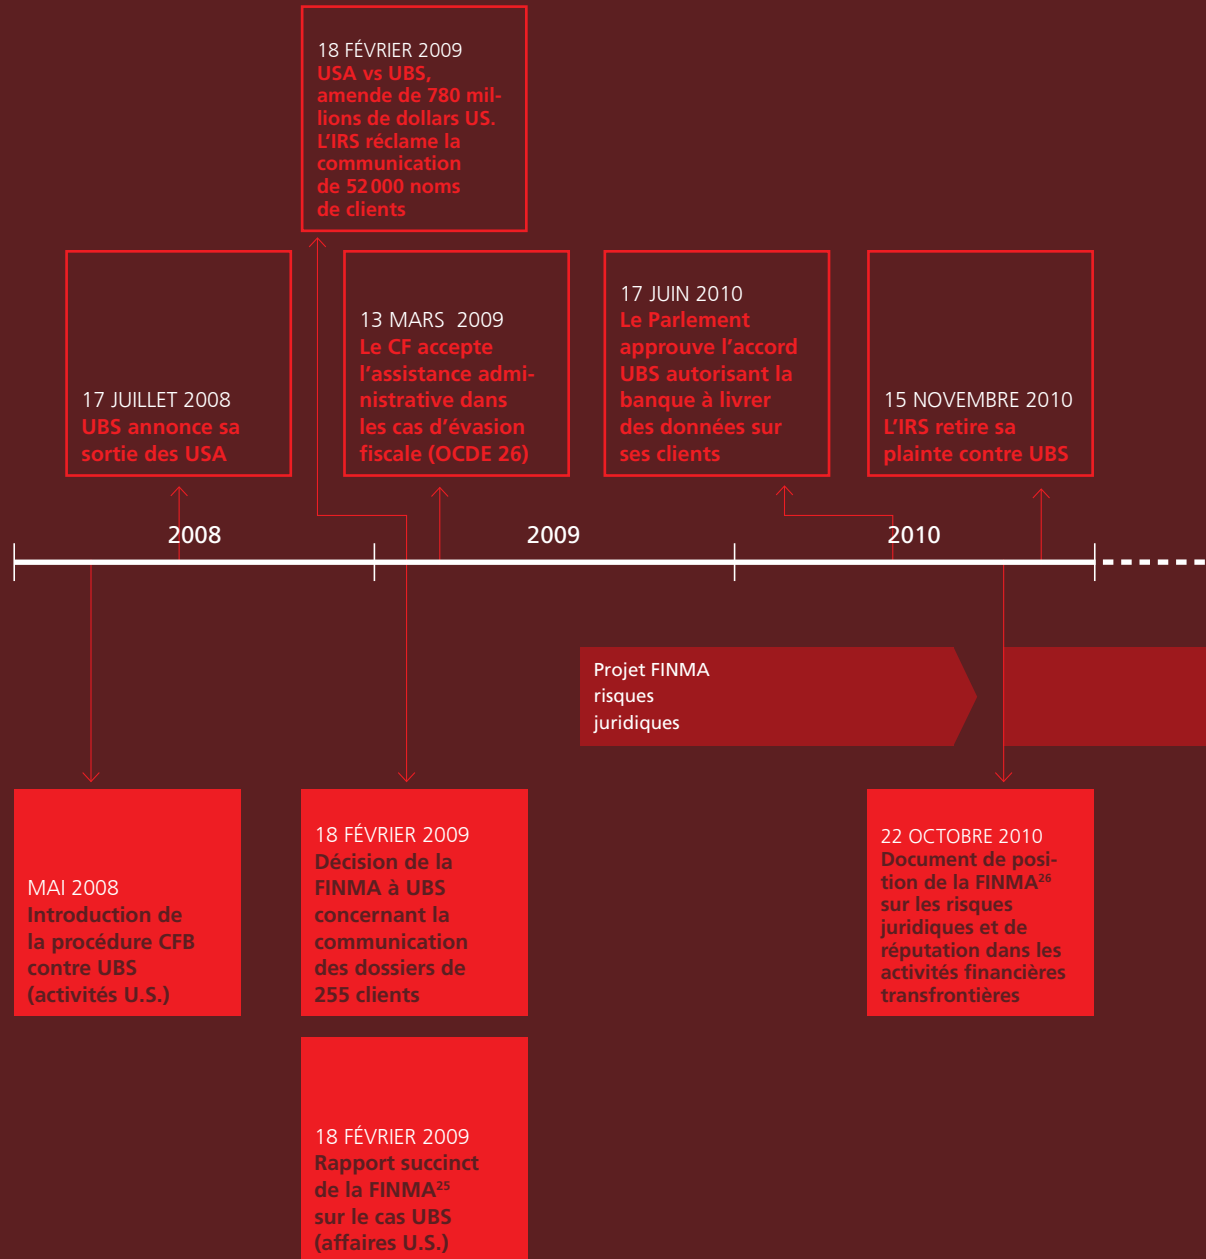 18 FÉVRIER 2009
USA vs UBS,
amende de 780 mil-
lions de dollars US.
L’IRS réclame la
communication
de 52 000 noms
de clients
17 JUILLET 2008
UBS annonce sa
sortie des USA
13 MARS 2009
Le CF accepte
l’assistance admi-
nistrative dans
les cas d’évasion
fiscale (OCDE 26)
17 JUIN 2010
Le Parlement
approuve l’accord
UBS autorisant la
banque à livrer
des données sur
ses clients
15 NOVEMBRE 2010
L’IRS retire sa
plainte contre UBS
2008
2009
2010
Projet FINMA
risques
juridiques
MAI 2008
Introduction de
la procédure CFB
contre UBS
(activités U.S.)
18 FÉVRIER 2009
Décision de la
FINMA à UBS
concernant la
communication
des dossiers de
255 clients
22 OCTOBRE 2010
Document de posi-
tion de la FINMA²⁶
sur les risques
juridiques et de
réputation dans les
activités financières
transfrontières
18 FÉVRIER 2009
Rapport succinct
de la FINMA²⁵
sur le cas UBS
(affaires U.S.)